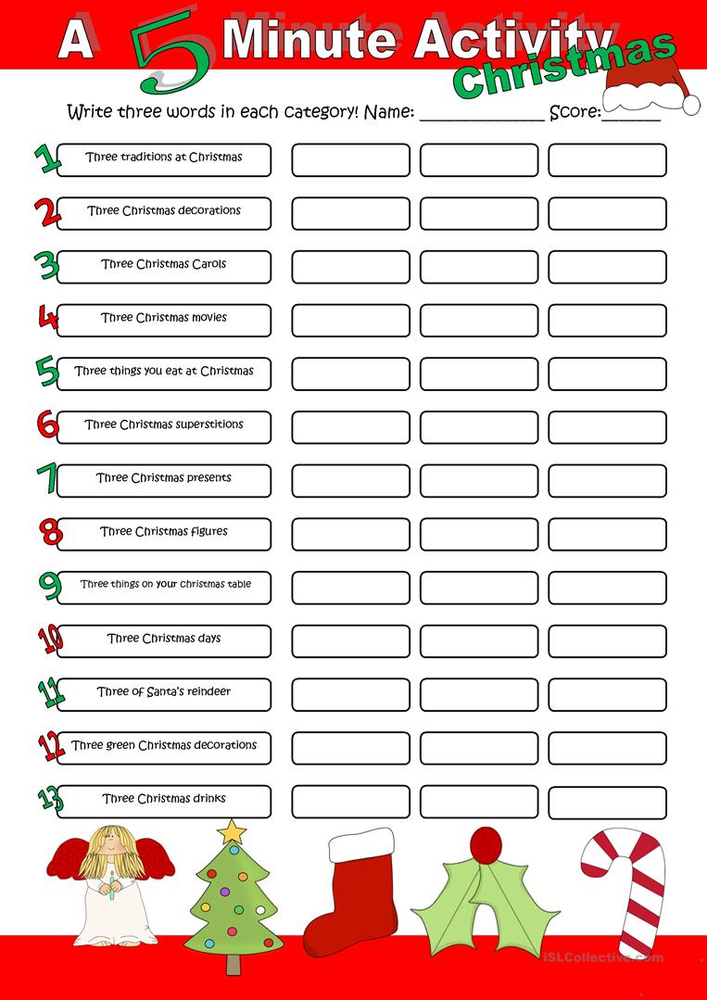 A 5 Minute Activity
Christmas
Write three words in each category! Name: _______________ Score:_______
1 Three traditions at Christmas
2 Three Christmas decorations
3 Three Christmas Carols
4 Three Christmas movies
5 Three things you eat at Christmas
6 Three Christmas superstitions
7 Three Christmas presents
8 Three Christmas figures
9 Three things on your christmas table
10 Three Christmas days
11 Three of Santa's reindeer
12 Three green Christmas decorations
13 Three Christmas drinks
iSLCollective.com